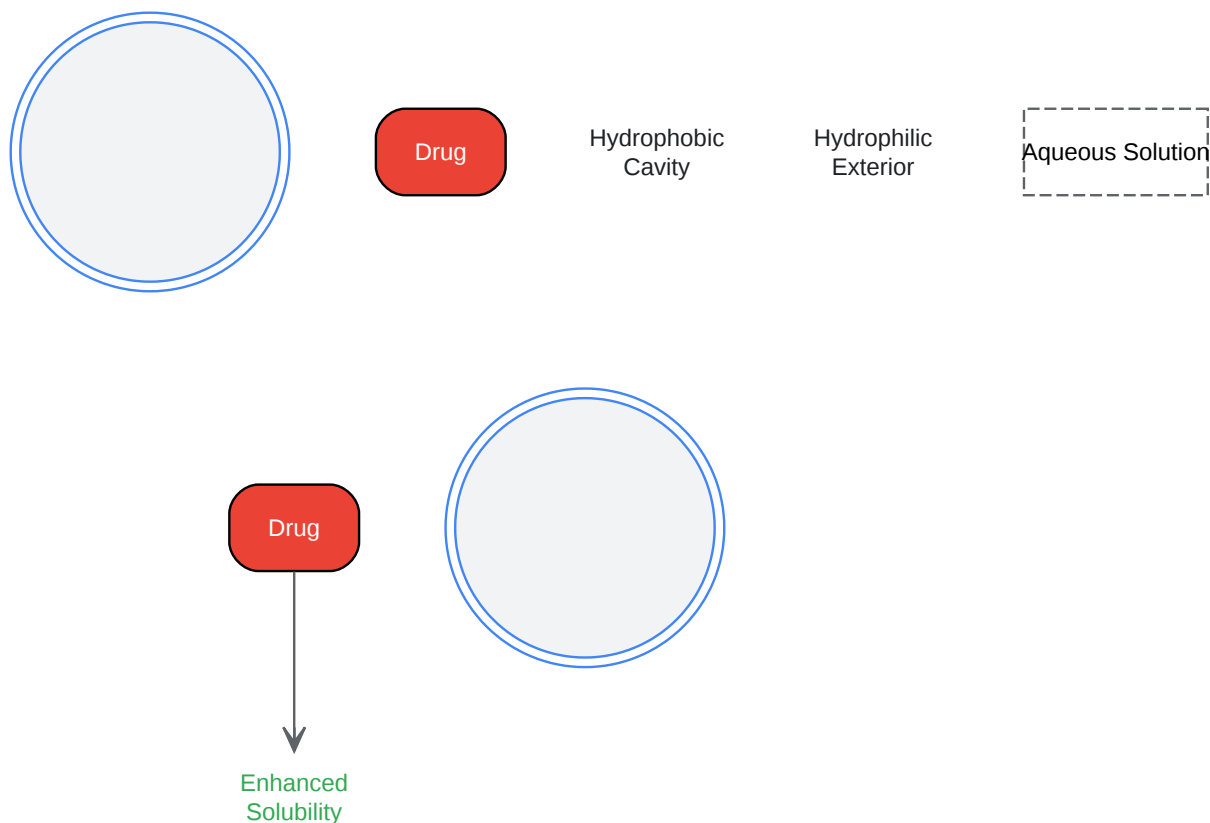 Drug
Hydrophobic
Cavity
Hydrophilic
Exterior
Aqueous Solution
Drug
Enhanced
Solubility